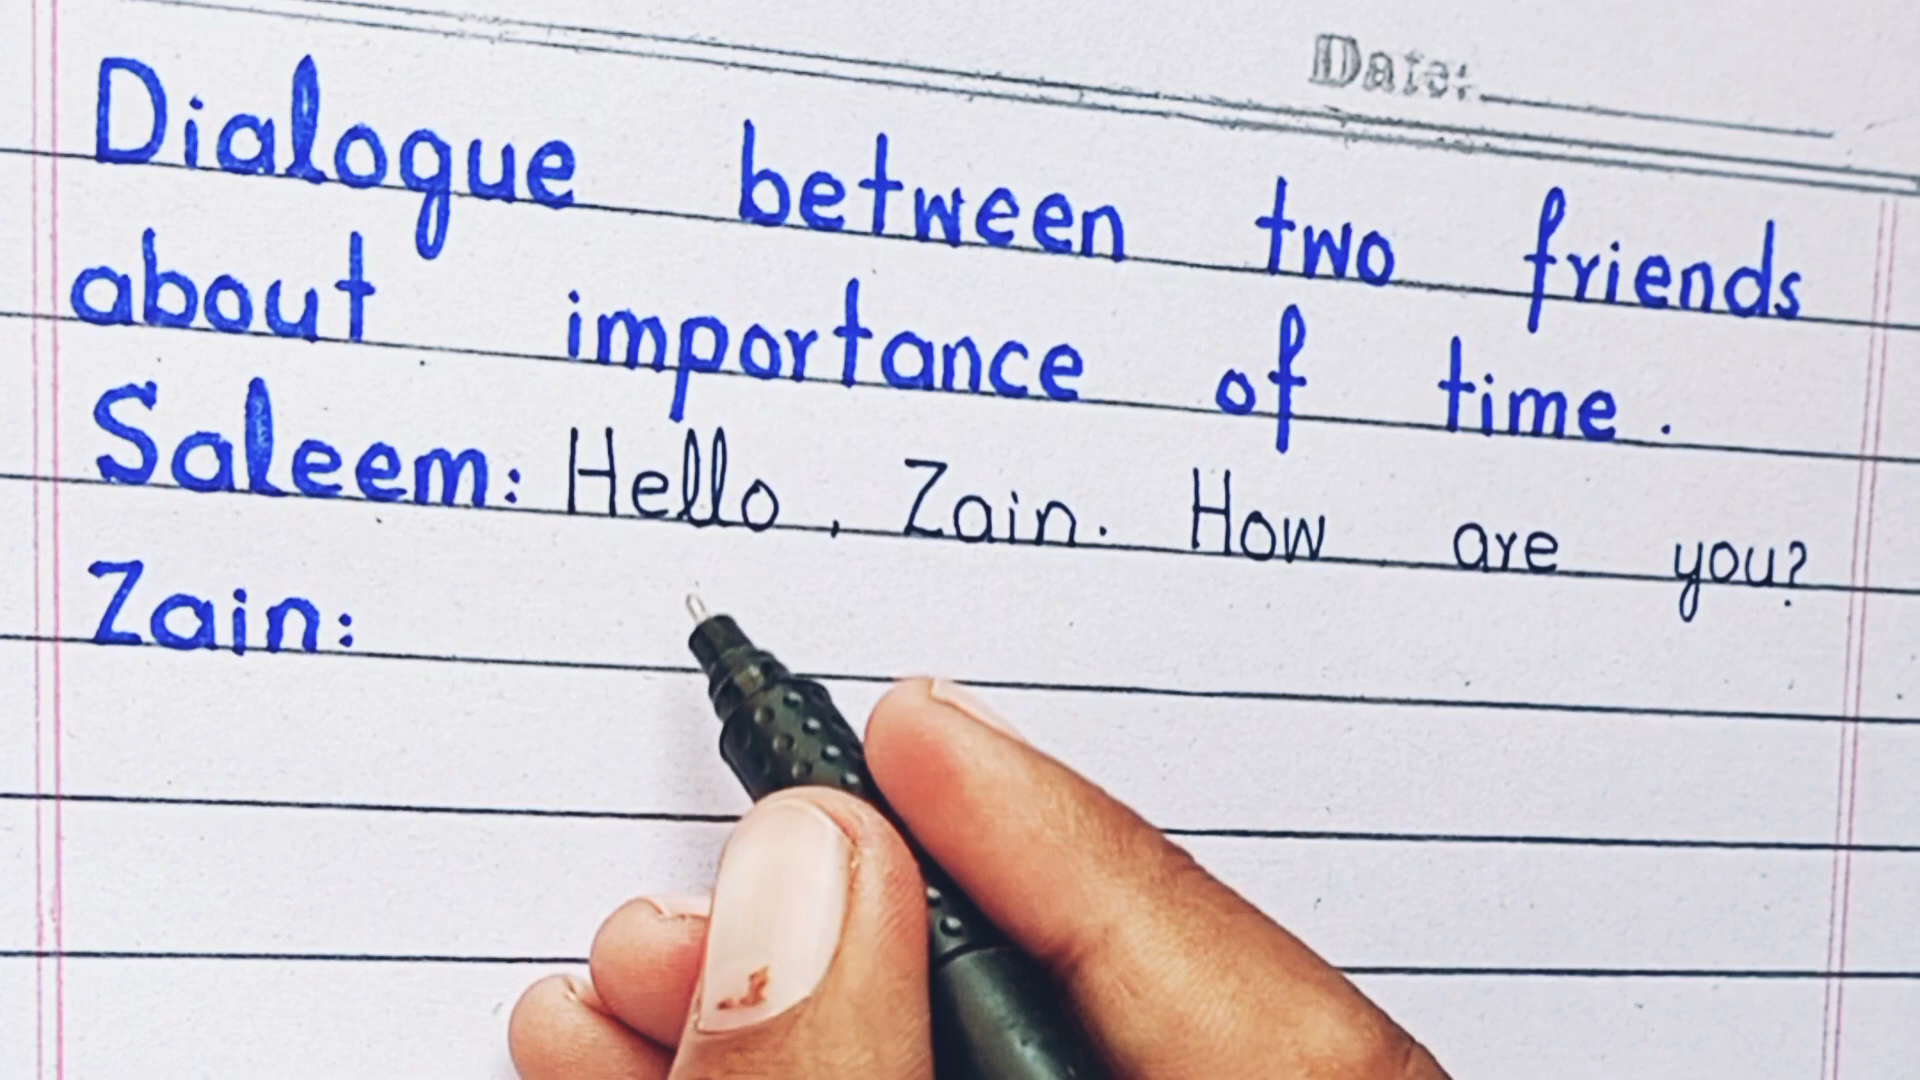 Date:
Dialogue between two friends
about importance of time.
Saleem: Hello, Zain. How are you?
Zain: